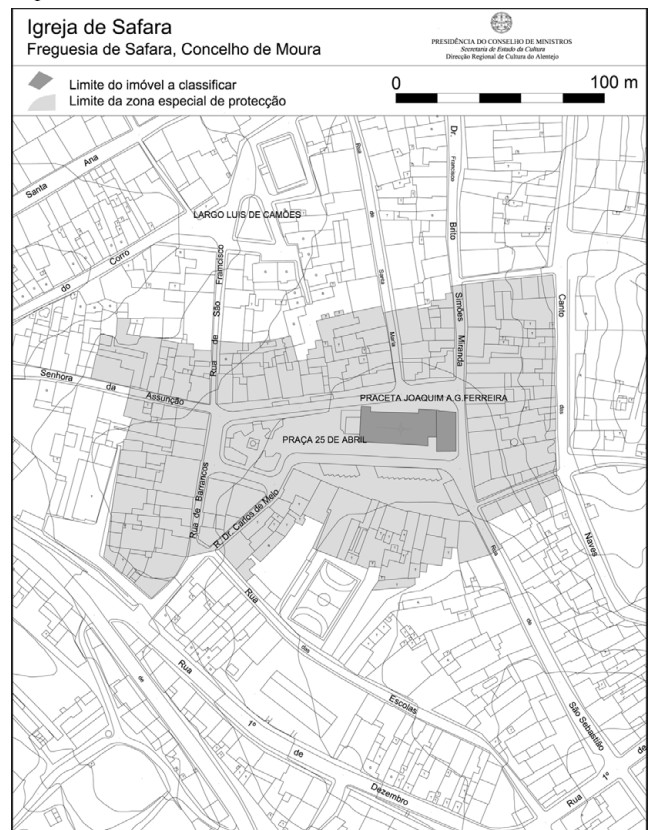 Igreja de Safara
Freguesia de Safara, Concelho de Moura
PRESIDÊNCIA DO CONSELHO DE MINISTROS
Secretaria de Estado da Cultura
Direcção Regional de Cultura do Alentejo
Limite do imóvel a classificar
Limite da zona especial de protecção
0
100 m
Santa
Ana
LARGO LUIS DE CAMÕES
Rua
de
Santa
Maria
Dr.
Francisco
Brito
Simões
Miranda
do
Corro
Rua de São Francisco
Canto
das
Naves
Senhora
da
Assunção
PRACETA JOAQUIM A.G.FERREIRA
PRAÇA 25 DE ABRIL
Rua de Barrancos
R. Dr. Carlos de Melo
Rua
das
Escolas
Rua
de
São Sebastião
de
Rua
1º
de
Dezembro
Rua
1º
de